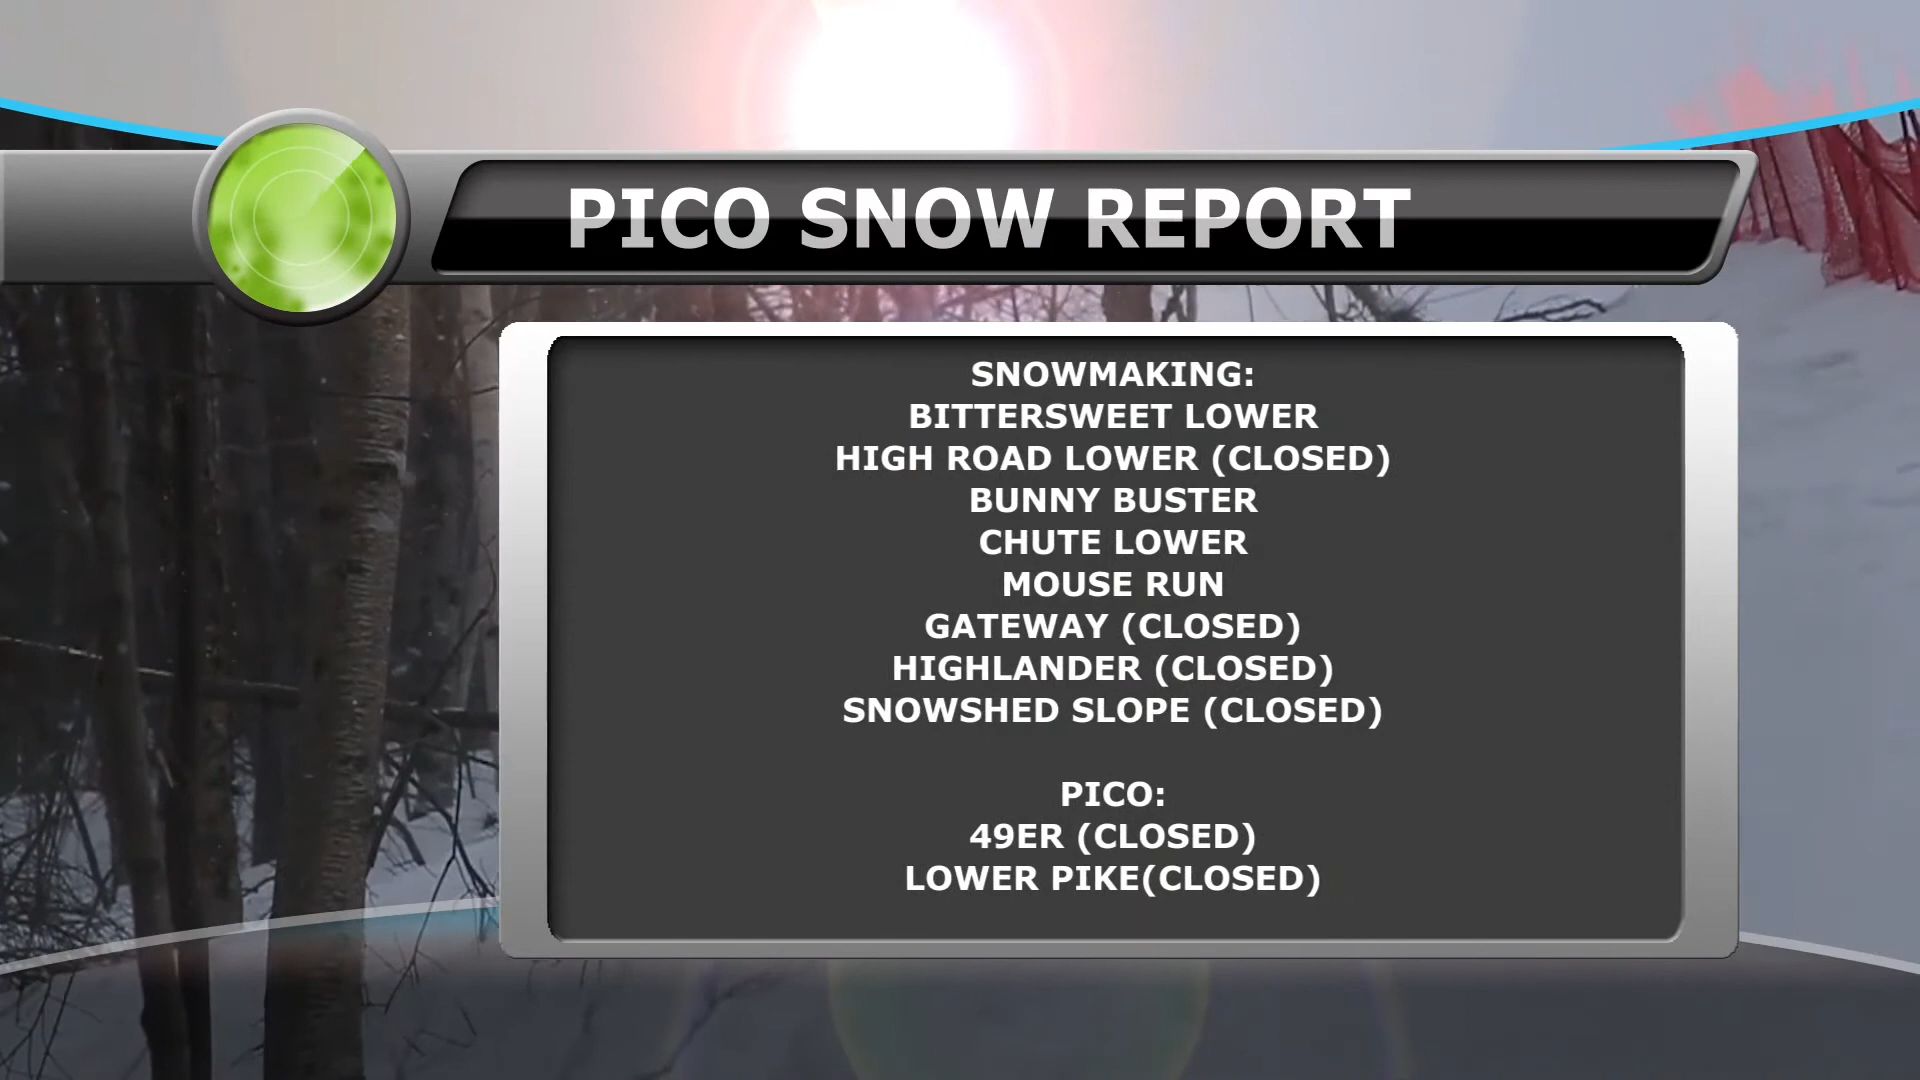 PICO SNOW REPORT
SNOWMAKING:
BITTERSWEET LOWER
HIGH ROAD LOWER (CLOSED)
BUNNY BUSTER
CHUTE LOWER
MOUSE RUN
GATEWAY (CLOSED)
HIGHLANDER (CLOSED)
SNOWSHED SLOPE (CLOSED)
PICO:
49ER (CLOSED)
LOWER PIKE(CLOSED)